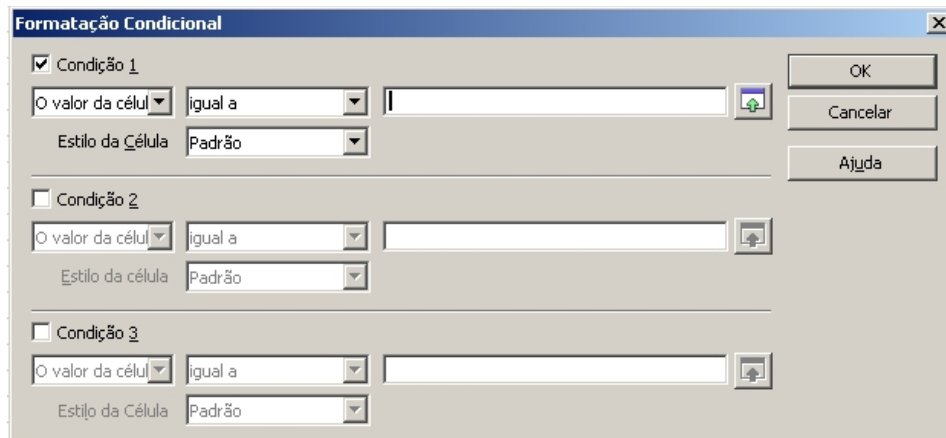 Formatação Condicional
Condição 1
OK
O valor da célul igual a
Cancelar
Estilo da Célula Padrão
Ajuda
Condição 2
O valor da célul igual a
Estilo da célula Padrão
Condição 3
O valor da célul igual a
Estilo da Célula Padrão